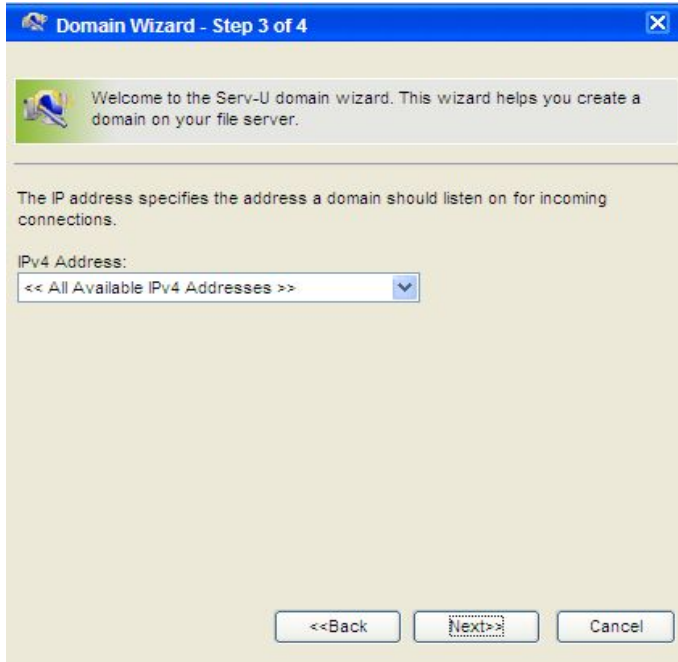 Domain Wizard - Step 3 of 4
Welcome to the Serv-U domain wizard. This wizard helps you create a
domain on your file server.
The IP address specifies the address a domain should listen on for incoming
connections.
IPv4 Address:
<< All Available IPv4 Addresses >>
<<Back Next>> Cancel